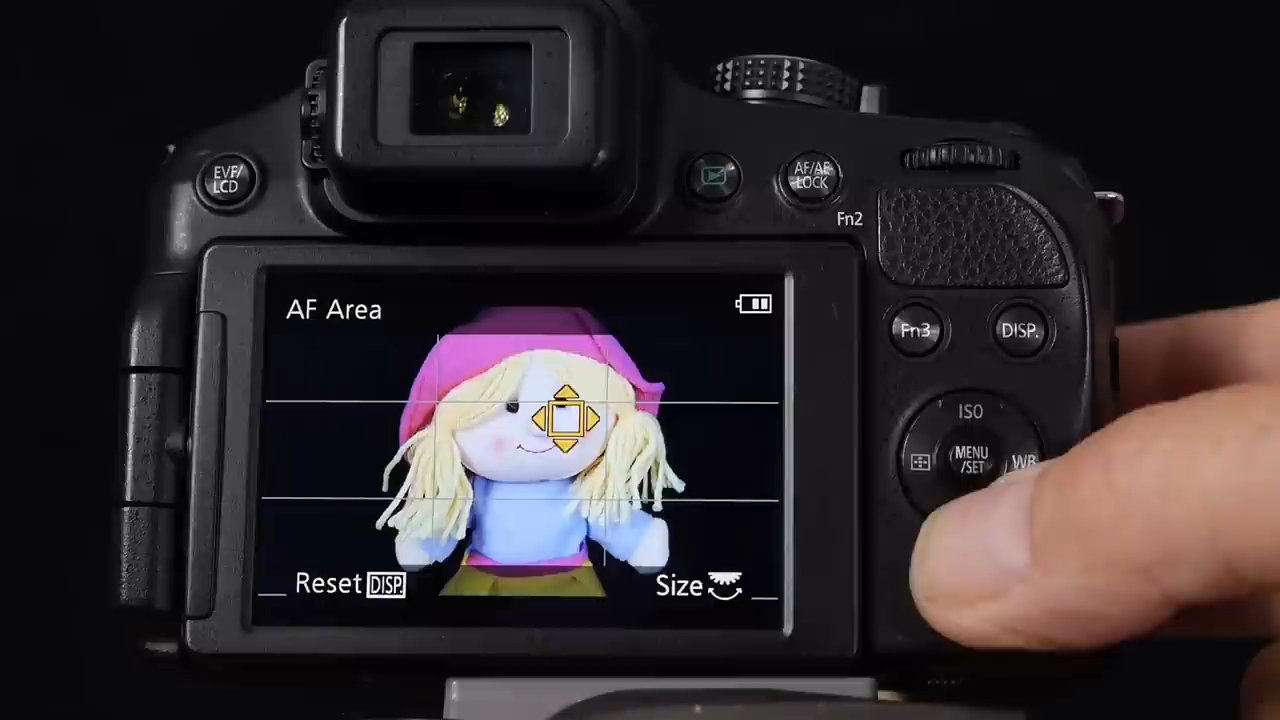 EVF/
LCD
AF/AE
LOCK
Fn2
AF Area
Fn3
DISP.
ISO
MENU
/SET
WB
Reset DISP.
Size